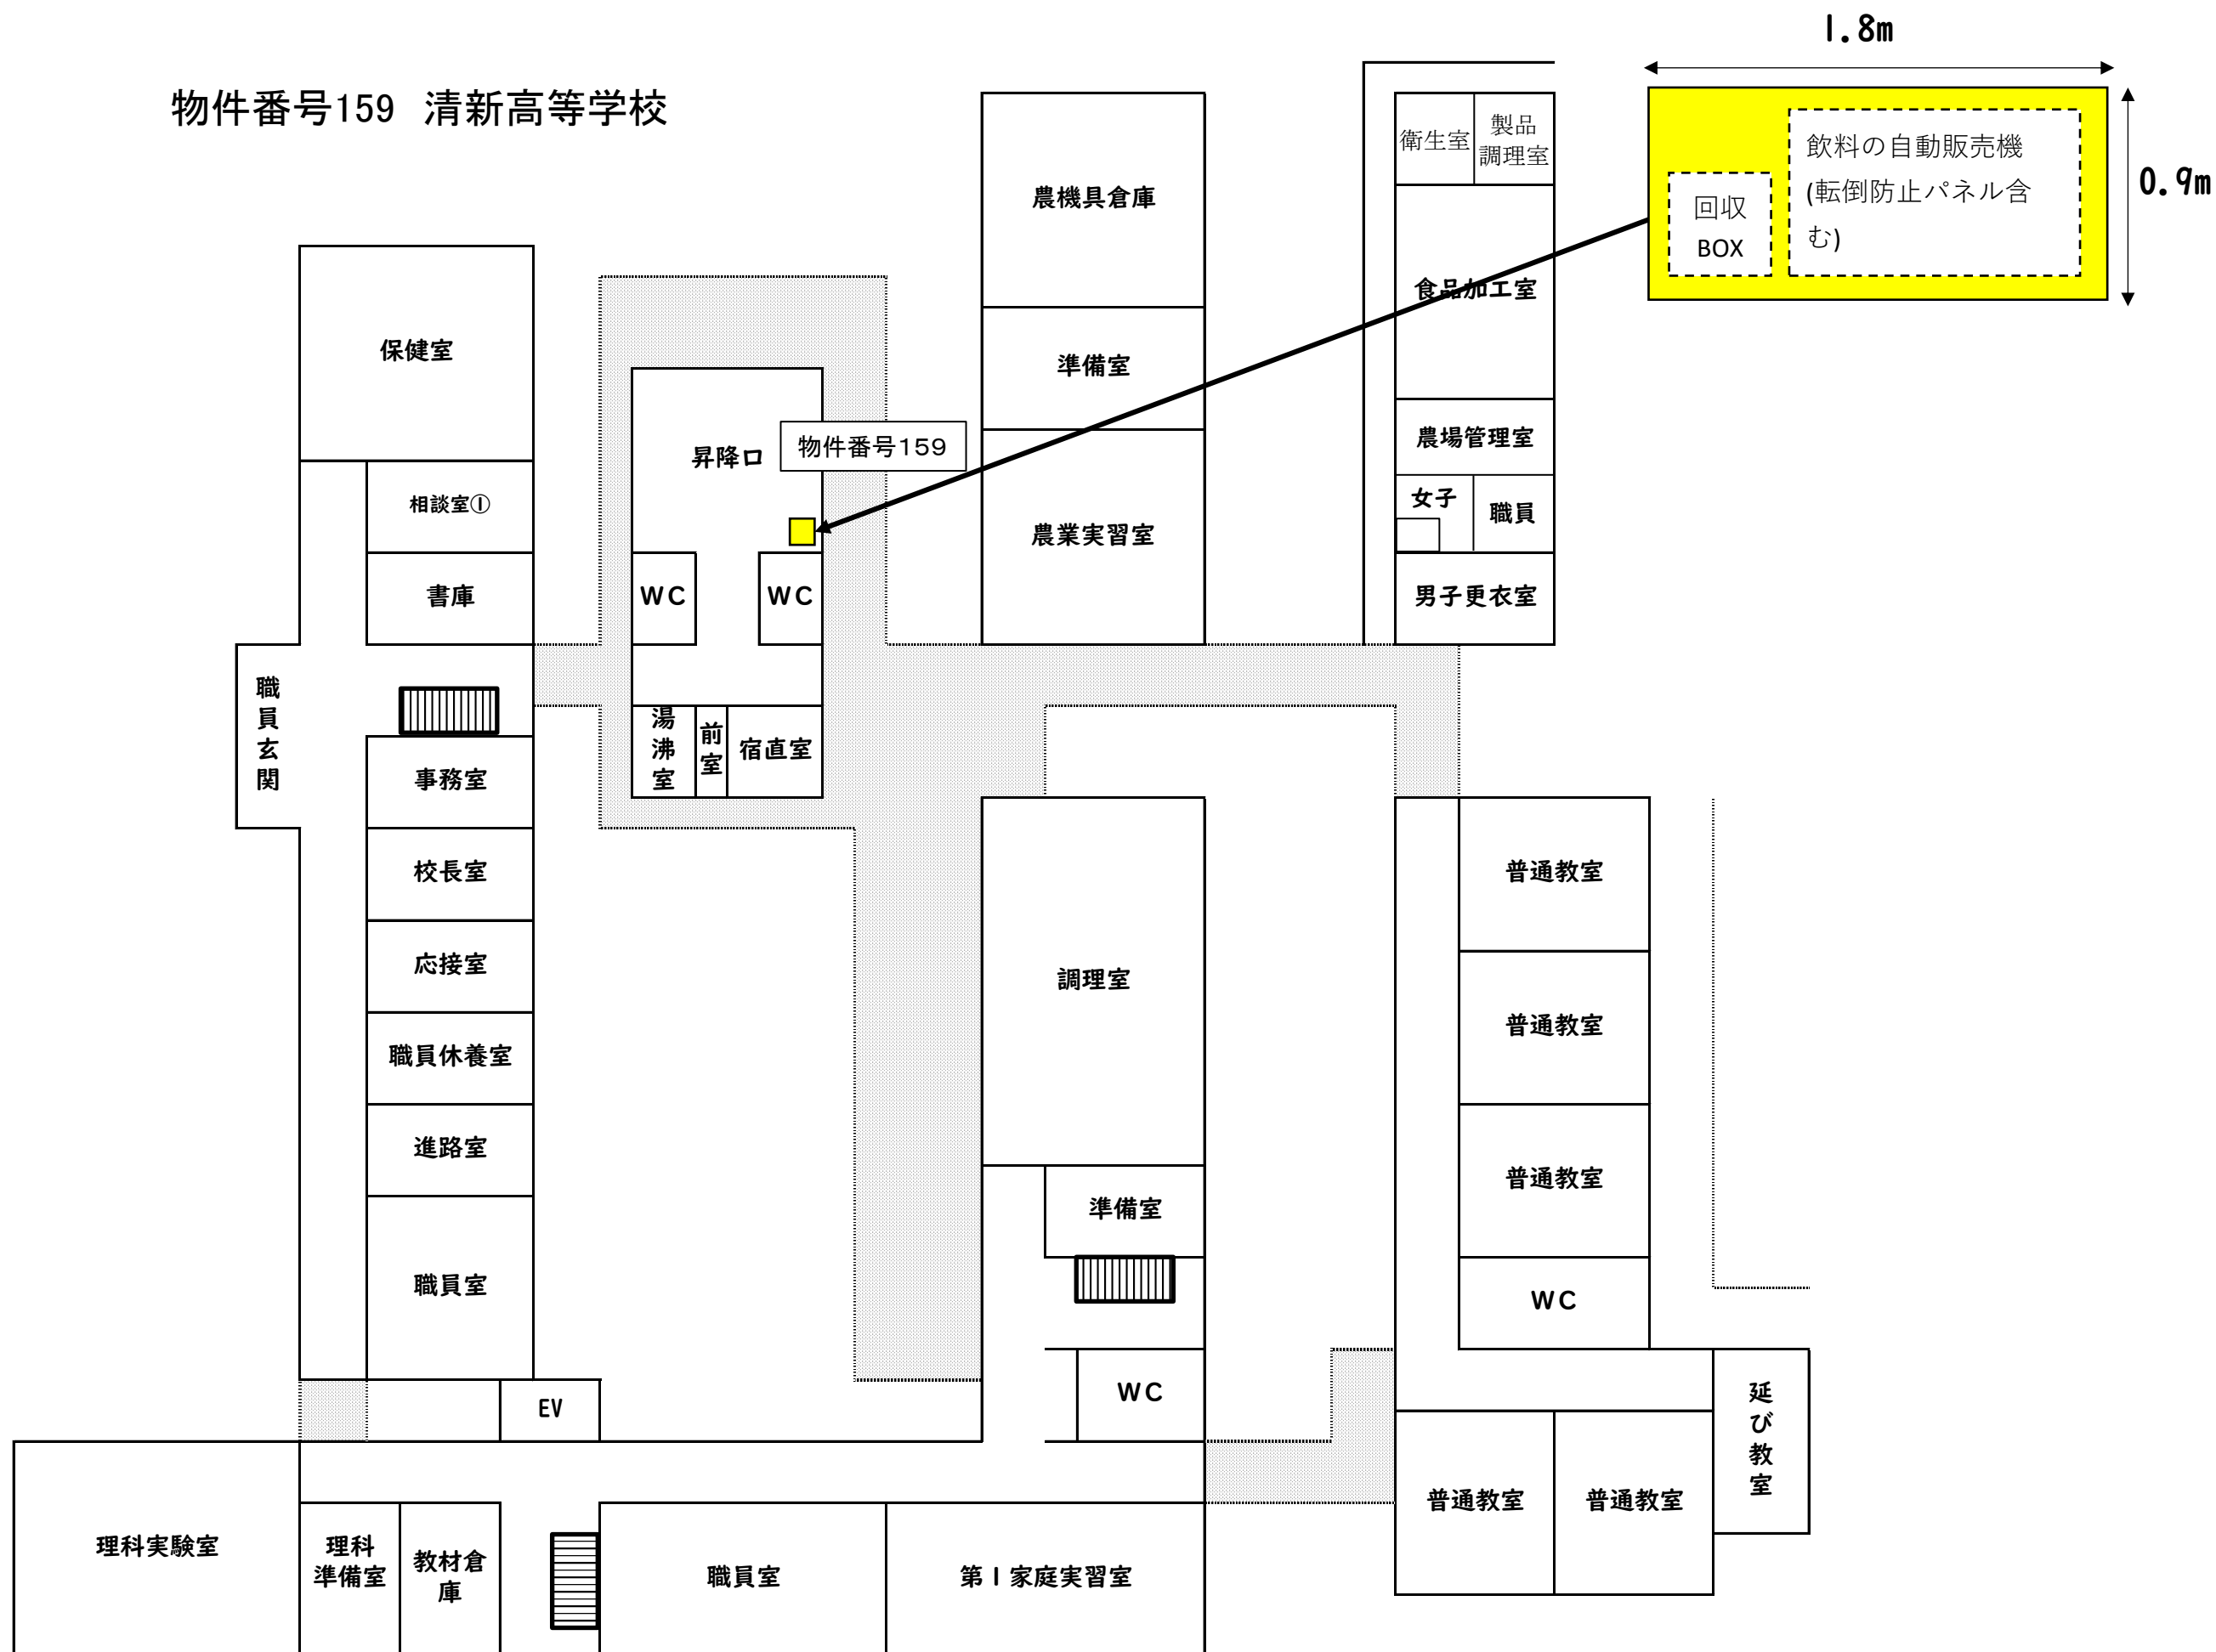 1.8m
物件番号159 清新高等学校
0.9m
飲料の自動販売機
(転倒防止パネル含
む)
回収
BOX
衛生室
製品
調理室
農機具倉庫
食品加工室
保健室
準備室
農場管理室
昇降口
物件番号159
相談室①
女子
職員
農業実習室
書庫
WC
WC
男子更衣室
職員玄関
湯沸室
前室
宿直室
事務室
校長室
普通教室
応接室
調理室
普通教室
職員休養室
進路室
普通教室
準備室
職員室
WC
EV
WC
延び教室
普通教室
普通教室
理科実験室
理科
準備室
教材倉
庫
職員室
第1家庭実習室